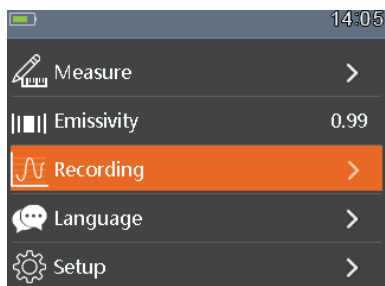 14:05
Measure
Emissivity 0.99
Recording
Language
Setup